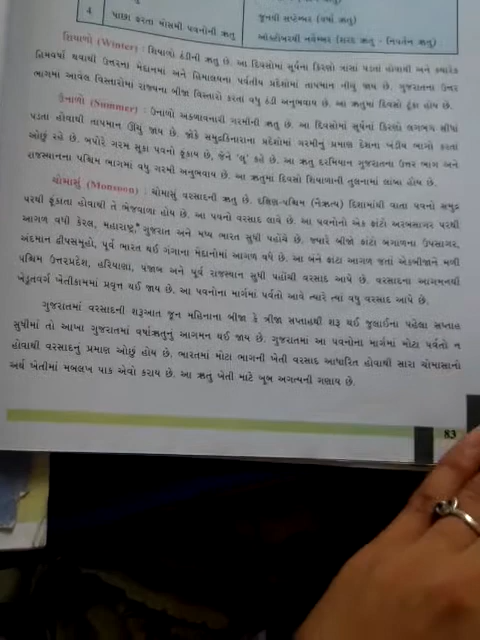 4 પાછા ફરતા મોસમી પવનોની ઋતુ
જૂનથી સપ્ટેમ્બર (વર્ષા ઋતુ)
ઓક્ટોબરથી નવેમ્બર (શરદ ઋતુ - નિવર્તન ઋતુ)
શિયાળો (Winter) : શિયાળો ઠંડીની ઋતુ છે. આ દિવસોમાં સૂર્યના કિરણો ત્રાંસા પડતાં હોવાથી અને ક્યારેક
હિમવર્ષા થવાથી ઉત્તરના મેદાનમાં અને હિમાલયના પર્વતીય પ્રદેશોમાં તાપમાન નીચું જાય છે. ગુજરાતના ઉત્તર
ભાગમાં આવેલ વિસ્તારોમાં રાજ્યના બીજા વિસ્તારો કરતાં વધુ ઠંડી અનુભવાય છે. આ ઋતુમાં દિવસો ટૂંકા હોય છે.
ઉનાળો (Summer) : ઉનાળો અકળાવનારી ગરમીની ઋતુ છે. આ દિવસોમાં સૂર્યનાં કિરણો લગભગ સીધાં
પડતા હોવાથી તાપમાન ઊંચું જાય છે. જોકે સમુદ્રકિનારાના પ્રદેશોમાં ગરમીનું પ્રમાણ દેશના ખંડીય ભાગો કરતાં
ઓછું રહે છે. બપોરે ગરમ સૂકા પવનો ફૂંકાય છે, જેને 'લૂ' કહે છે. આ ઋતુ દરમિયાન ગુજરાતના ઉત્તર ભાગ અને
રાજસ્થાનના પશ્ચિમ ભાગમાં વધુ ગરમી અનુભવાય છે. આ ઋતુમાં દિવસો શિયાળાની તુલનામાં લાંબા હોય છે.
ચોમાસું (Monsoon) : ચોમાસું વરસાદની ઋતુ છે. દક્ષિણ-પશ્ચિમ (નૈઋત્ય) દિશામાંથી વાતા પવનો સમુદ્ર
પરથી ફૂંકાતા હોવાથી તે ભેજવાળા હોય છે. આ પવનો વરસાદ લાવે છે. આ પવનોનો એક ફાંટો અરબસાગર પરથી
આગળ વધી કેરલ, મહારાષ્ટ્ર, ગુજરાત અને મધ્ય ભારત સુધી પહોંચે છે. જ્યારે બીજો ફાંટો બંગાળના ઉપસાગર,
અંદમાન દ્વીપસમૂહો, પૂર્વ ભારત થઈ ગંગાના મેદાનોમાં આગળ વધે છે. આ બંને ફાંટા આગળ જતાં એકબીજાને મળી
પશ્ચિમ ઉત્તરપ્રદેશ, હરિયાણા, પંજાબ અને પૂર્વ રાજસ્થાન સુધી પહોંચી વરસાદ આપે છે. વરસાદના આગમનથી
ખેડૂતવર્ગ ખેતીકામમાં પ્રવૃત્ત થઈ જાય છે. આ પવનોના માર્ગમાં પર્વતો આવે ત્યારે ત્યાં વધુ વરસાદ આપે છે.
ગુજરાતમાં વરસાદની શરૂઆત જૂન મહિનાના બીજા કે ત્રીજા સપ્તાહથી શરૂ થઈ જુલાઈના પહેલા સપ્તાહ
સુધીમાં તો આખા ગુજરાતમાં વર્ષાઋતુનું આગમન થઈ જાય છે. ગુજરાતમાં આ પવનોના માર્ગમાં મોટા પર્વતો ન
હોવાથી વરસાદનું પ્રમાણ ઓછું હોય છે. ભારતમાં મોટા ભાગની ખેતી વરસાદ આધારિત હોવાથી સારા ચોમાસાનો
અર્થ ખેતીમાં મબલખ પાક એવો કરાય છે. આ ઋતુ ખેતી માટે ખૂબ અગત્યની ગણાય છે.
83